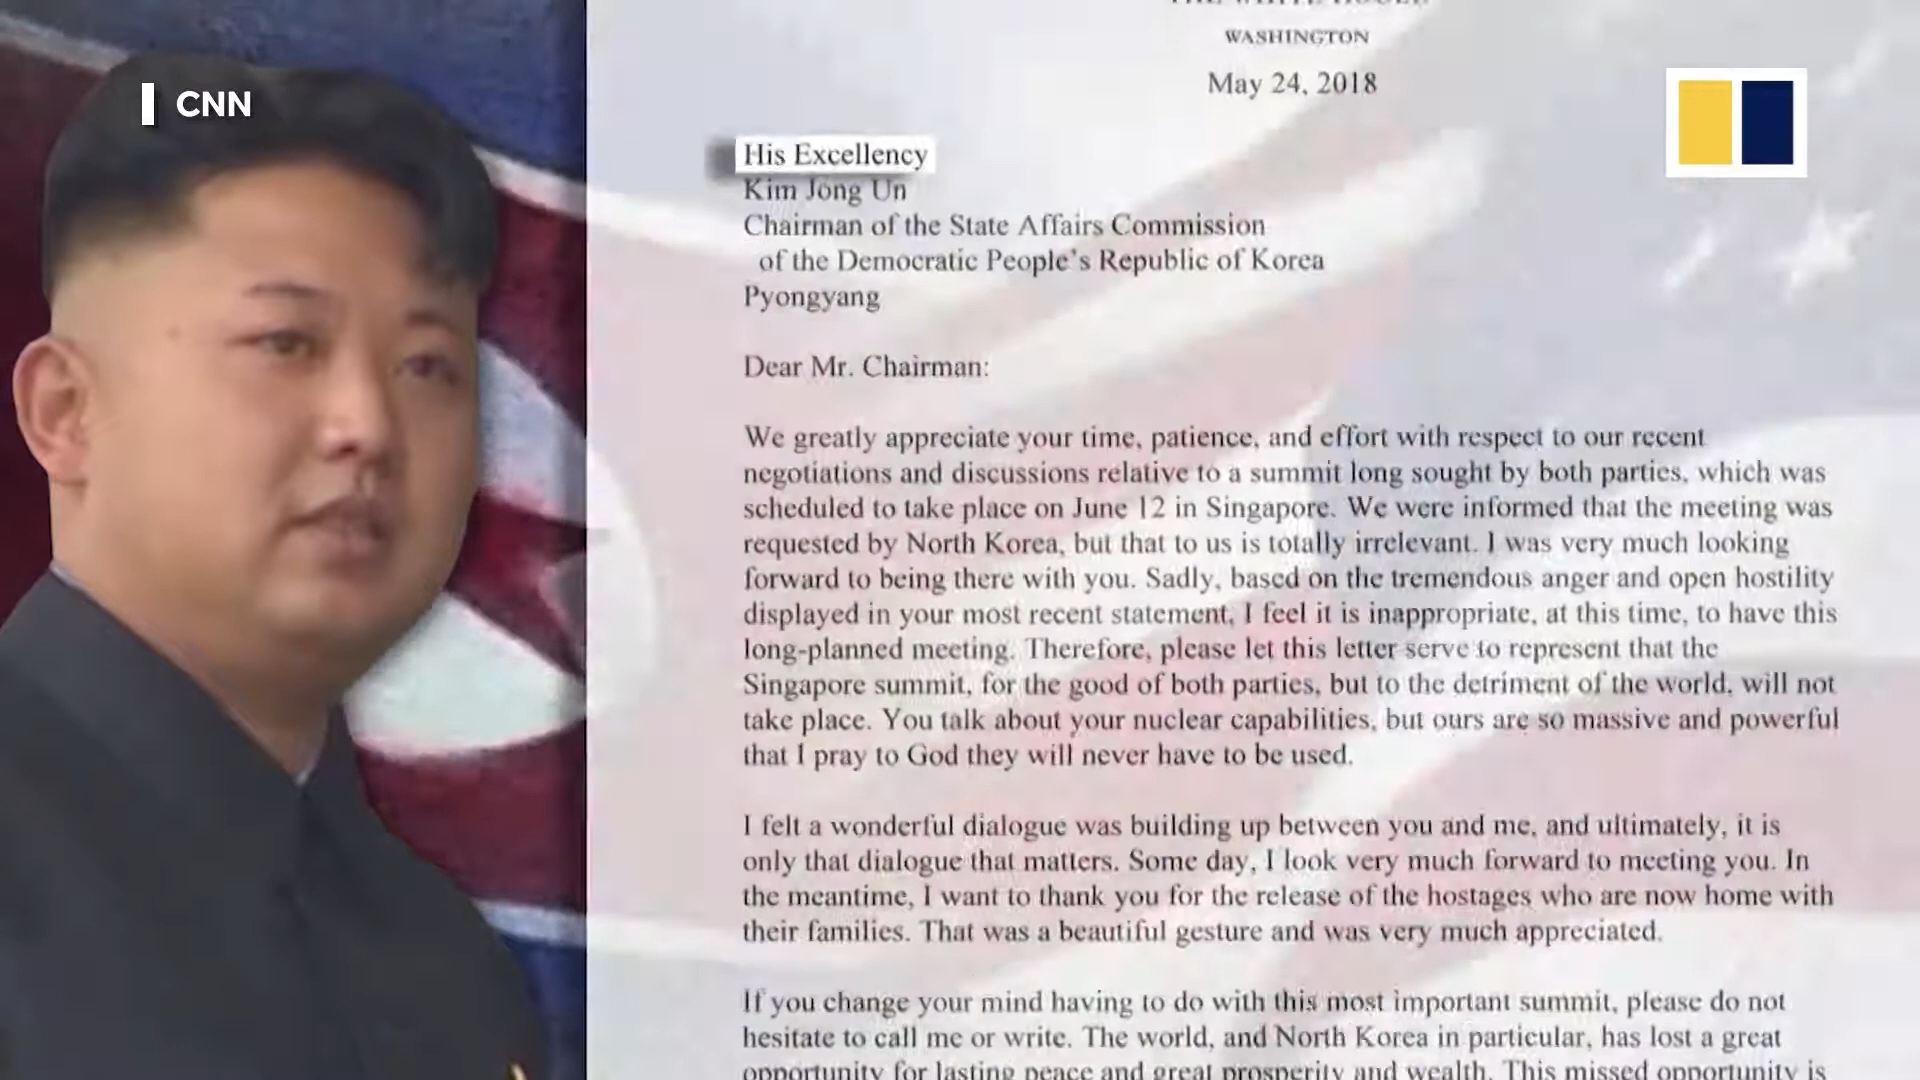 CNN
WASHINGTON
May 24, 2018
His Excellency
Kim Jong Un
Chairman of the State Affairs Commission
of the Democratic People's Republic of Korea
Pyongyang
Dear Mr. Chairman:
We greatly appreciate your time, patience, and effort with respect to our recent
negotiations and discussions relative to a summit long sought by both parties, which was
scheduled to take place on June 12 in Singapore. We were informed that the meeting was
requested by North Korea, but that to us is totally irrelevant. I was very much looking
forward to being there with you. Sadly, based on the tremendous anger and open hostility
displayed in your most recent statement, I feel it is inappropriate, at this time, to have this
long-planned meeting. Therefore, please let this letter serve to represent that the
Singapore summit, for the good of both parties, but to the detriment of the world, will not
take place. You talk about your nuclear capabilities, but ours are so massive and powerful
that I pray to God they will never have to be used.
I felt a wonderful dialogue was building up between you and me, and ultimately, it is
only that dialogue that matters. Some day, I look very much forward to meeting you. In
the meantime, I want to thank you for the release of the hostages who are now home with
their families. That was a beautiful gesture and was very much appreciated.
If you change your mind having to do with this most important summit, please do not
hesitate to call me or write. The world, and North Korea in particular, has lost a great
opportunity for lasting peace and great prosperity and wealth. This missed opportunity is